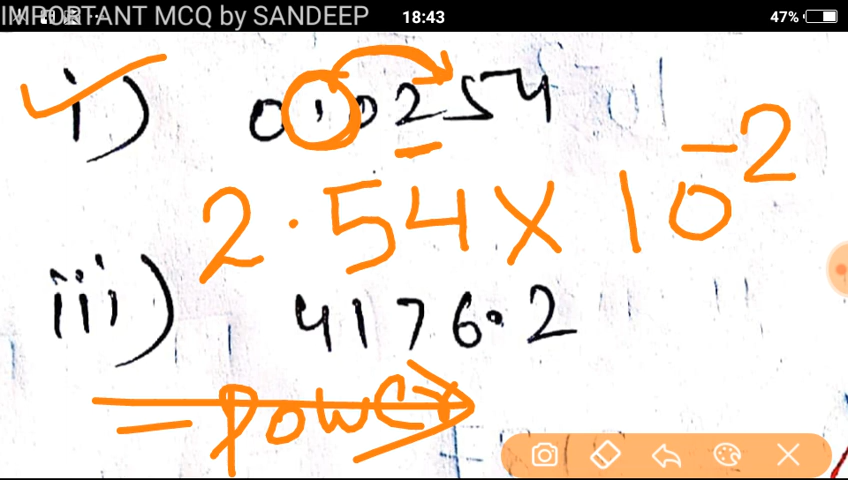 IMPORTANT MCQ by SANDEEP 18:43 47%
i) 0.0254
2.54 X 10^-2
iii) 4176.2
- power